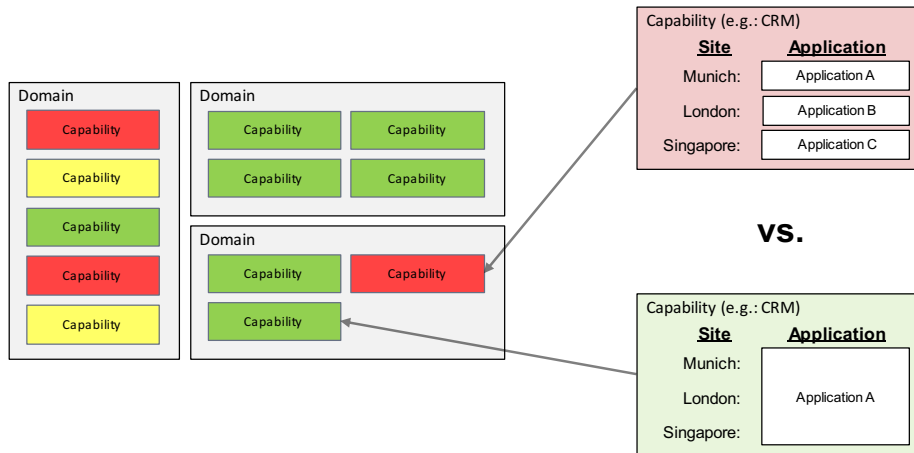 Domain
Capability
Capability
Capability
Capability
Capability
Domain
Capability Capability
Capability Capability
Domain
Capability Capability
Capability
Capability (e.g.: CRM)
Site Application
Munich: Application A
London: Application B
Singapore: Application C
vs.
Capability (e.g.: CRM)
Site Application
Munich:
London: Application A
Singapore: